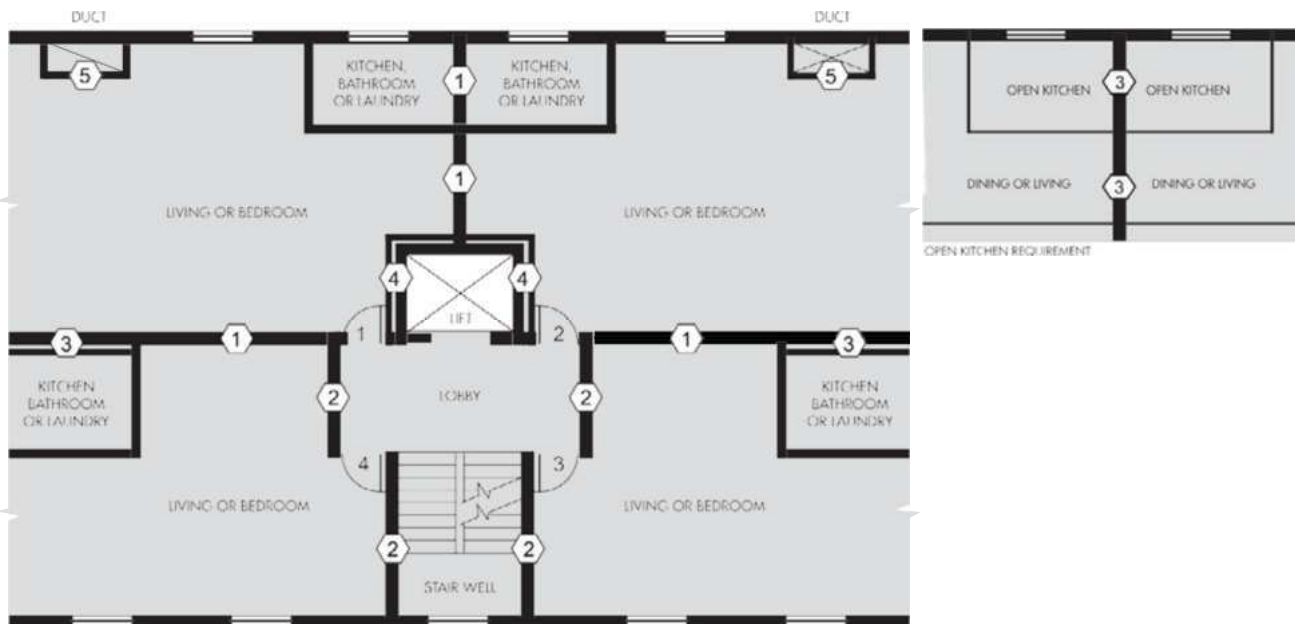 DUCT
DUCT
5
KITCHEN,
BATHROOM
OR LAUNDRY
1
KITCHEN,
BATHROOM
OR LAUNDRY
5
3
OPEN KITCHEN
OPEN KITCHEN
1
3
DINING OR LIVING
DINING OR LIVING
LIVING OR BEDROOM
LIVING OR BEDROOM
OPEN KITCHEN REQUIREMENT
4
4
LIFT
1
2
3
1
1
3
KITCHEN
BATHROOM
OR LAUNDRY
2
LOBBY
2
KITCHEN
BATHROOM
OR LAUNDRY
4
3
LIVING OR BEDROOM
LIVING OR BEDROOM
2
2
STAIR WELL